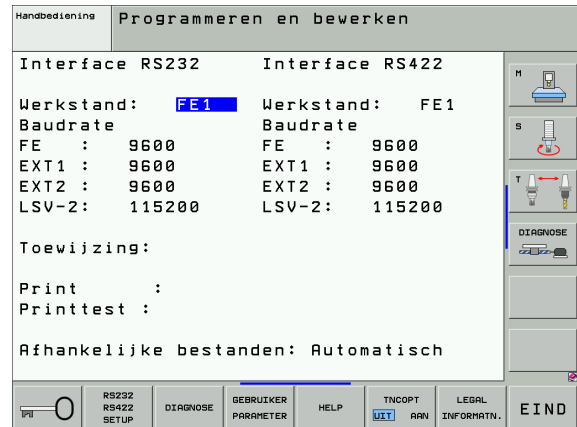 Handbediening
Programmeren en bewerken
Interface RS232 Interface RS422
Werkstand: FE1 Werkstand: FE1
Baudrate Baudrate
FE : 9600 FE : 9600
EXT1 : 9600 EXT1 : 9600
EXT2 : 9600 EXT2 : 9600
LSV-2: 115200 LSV-2: 115200
Toewijzing:
Print :
Printtest :
Afhankelijke bestanden: Automatisch
M
S
T
DIAGNOSE
RS232
RS422
SETUP
DIAGNOSE
GEBRUIKER
PARAMETER
HELP
TNCOPT
UIT AAN
LEGAL
INFORMATN.
EIND